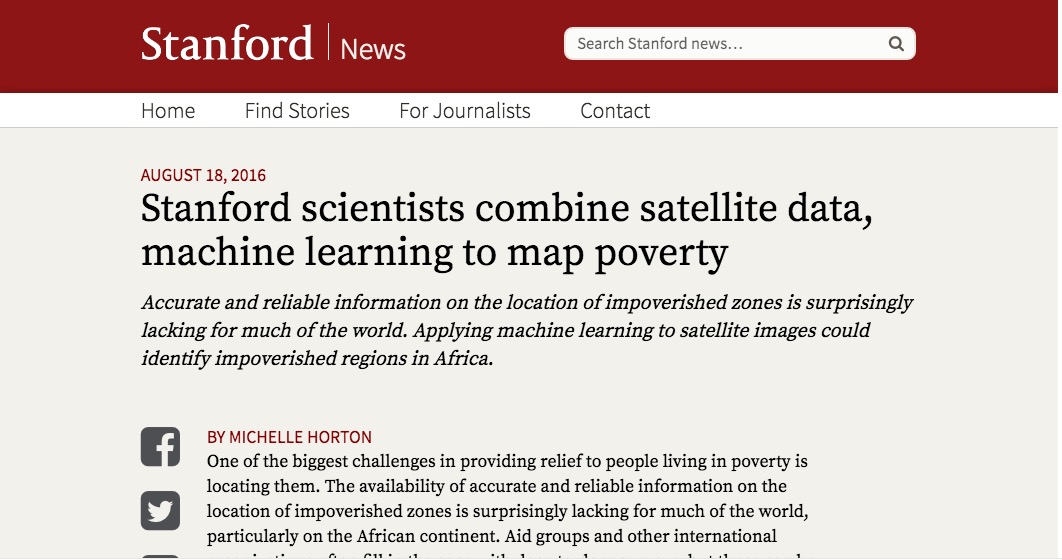 Stanford | News
Search Stanford news...
Home Find Stories For Journalists Contact
AUGUST 18, 2016
Stanford scientists combine satellite data,
machine learning to map poverty
Accurate and reliable information on the location of impoverished zones is surprisingly
lacking for much of the world. Applying machine learning to satellite images could
identify impoverished regions in Africa.
BY MICHELLE HORTON
One of the biggest challenges in providing relief to people living in poverty is
locating them. The availability of accurate and reliable information on the
location of impoverished zones is surprisingly lacking for much of the world,
particularly on the African continent. Aid groups and other international